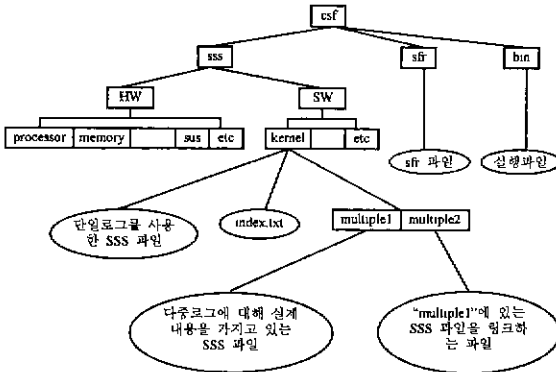 csf
sss
sfr
bin
HW
SW
processor
memory
sus
etc
kernel
etc
sfr 파일
실행파일
단일로그를 사용
한 SSS 파일
index.txt
multiple1
multiple2
다중로그에 대해 실제
내용을 가지고 있는
SSS 파일
"multiple1"에 있는
SSS 파일을 링크하
는 파일